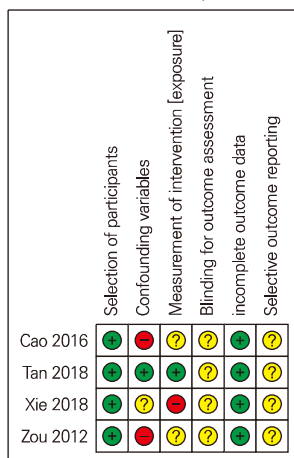 Selection of participants
Confounding variables
Measurement of intervention [exposure]
Blinding for outcome assessment
incomplete outcome data
Selective outcome reporting
Cao 2016 + − ? ? + ?
Tan 2018 + + + ? + ?
Xie 2018 + ? − ? + ?
Zou 2012 + − ? ? + ?